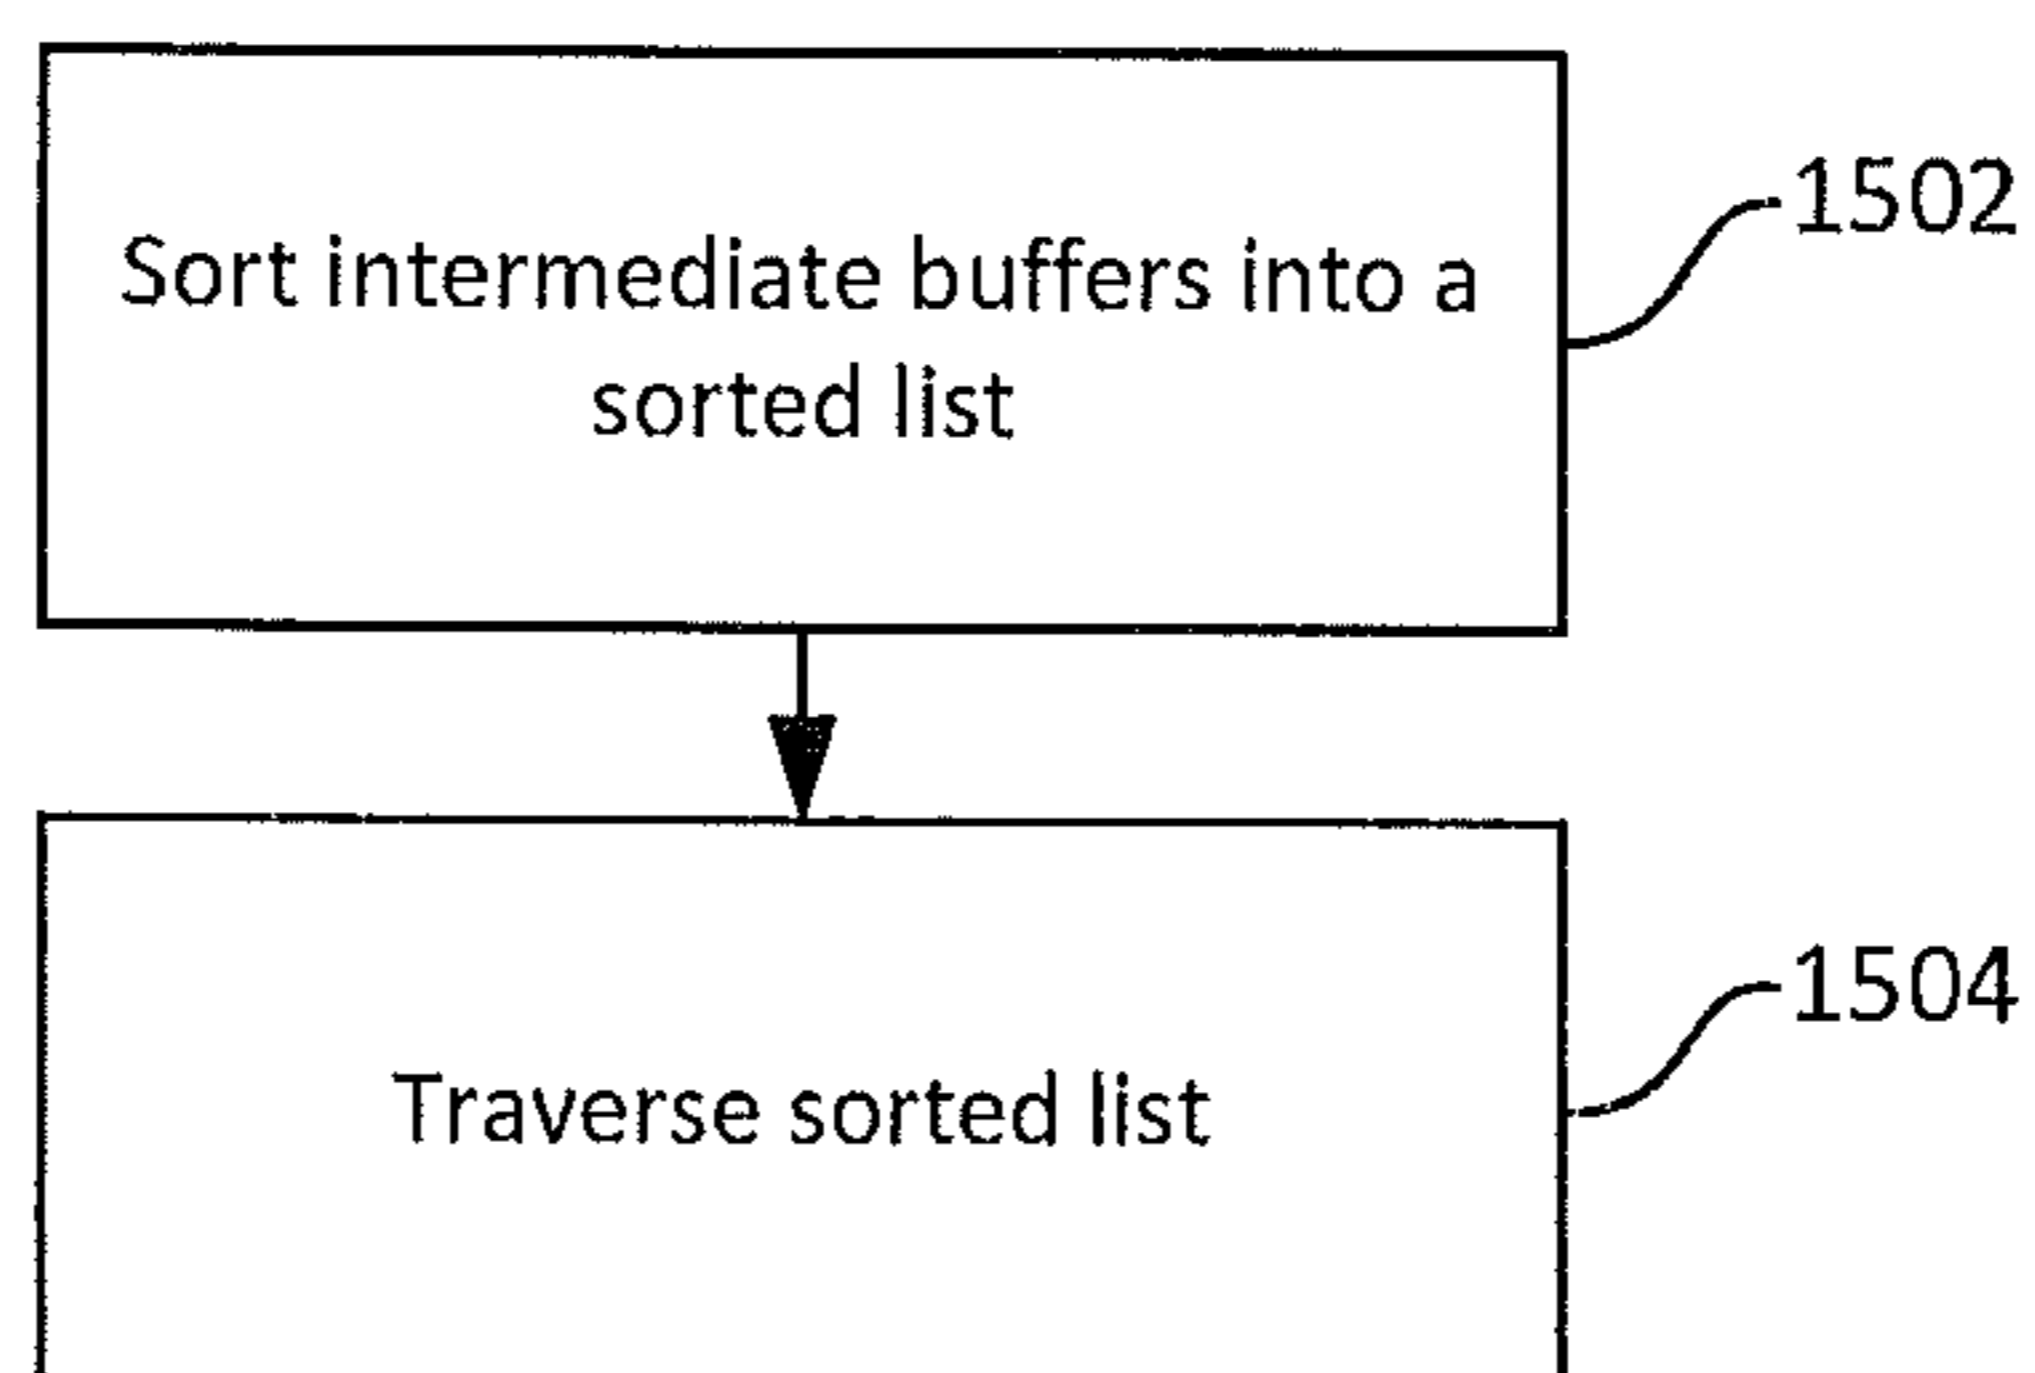 Sort intermediate buffers into a
sorted list
1502
Traverse sorted list
1504